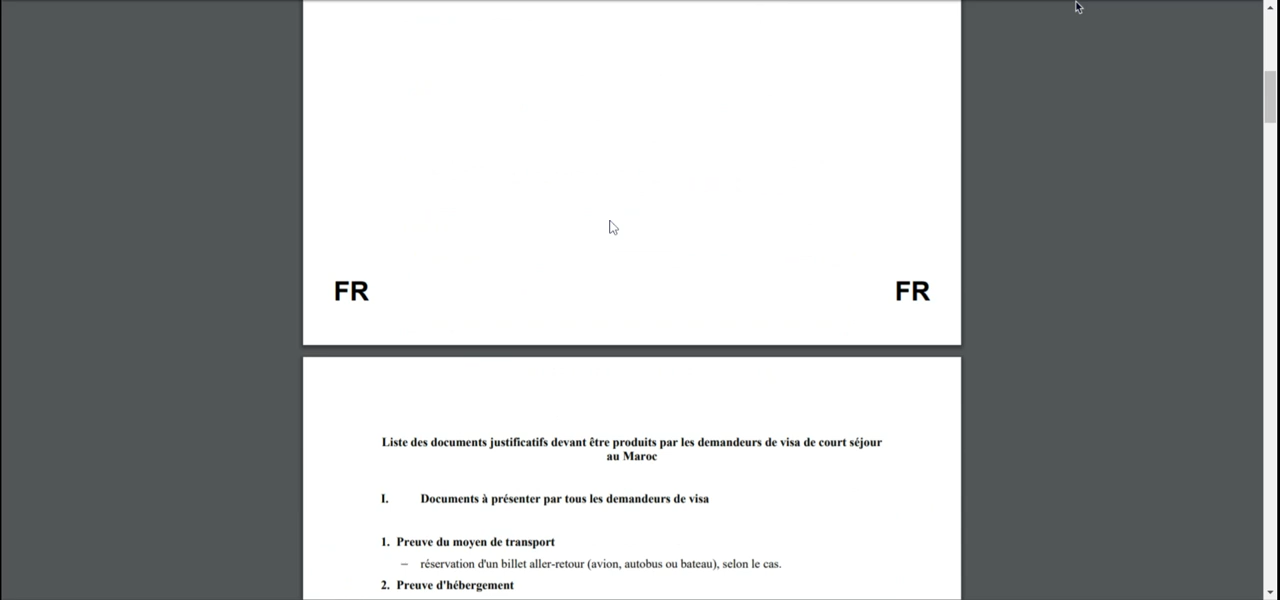 FR FR
Liste des documents justificatifs devant être produits par les demandeurs de visa de court séjour
au Maroc
I. Documents à présenter par tous les demandeurs de visa
1. Preuve du moyen de transport
– réservation d'un billet aller-retour (avion, autobus ou bateau), selon le cas.
2. Preuve d'hébergement